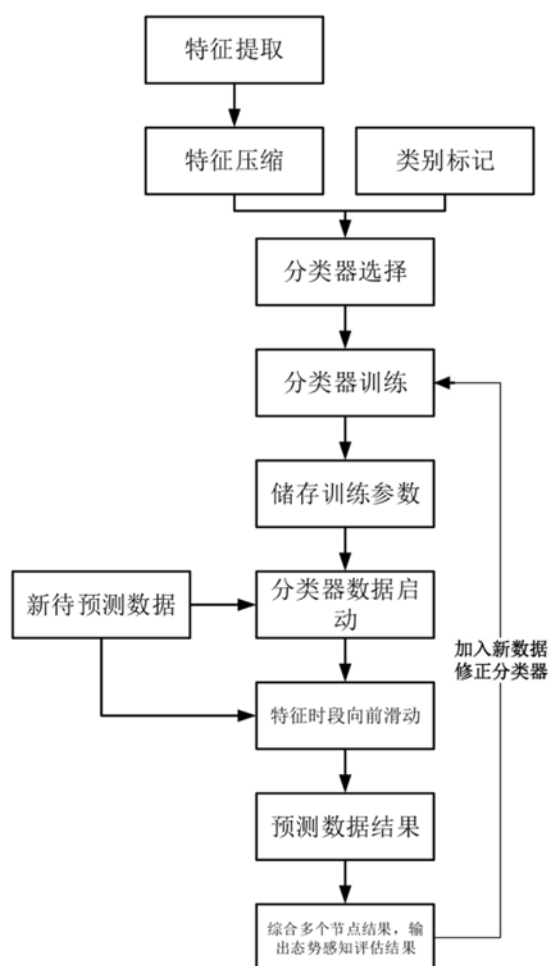 特征提取
特征压缩
类别标记
分类器选择
分类器训练
储存训练参数
新待预测数据
分类器数据启
动
加入新数据
修正分类器
特征时段向前滑动
预测数据结果
综合多个节点结果，输
出态势感知评估结果